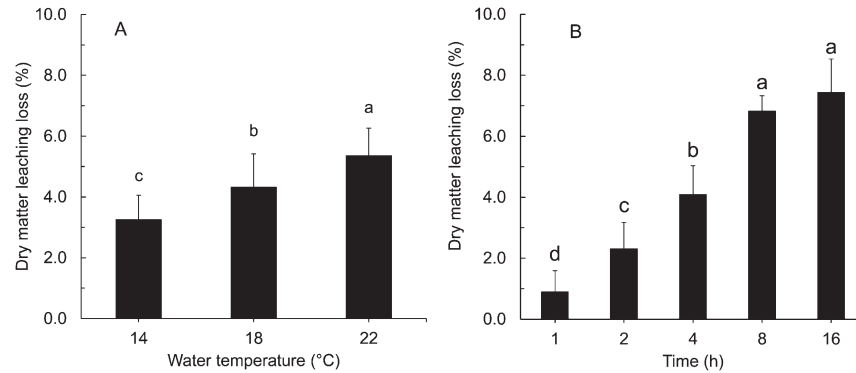 A
Dry matter leaching loss (%)
10.0
8.0
6.0
4.0
2.0
0.0
c
b
a
14 18 22
Water temperature (°C)
B
Dry matter leaching loss (%)
10.0
8.0
6.0
4.0
2.0
0.0
d
c
b
a
a
1 2 4 8 16
Time (h)